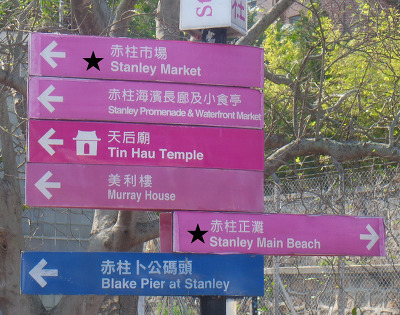 赤柱市場
Stanley Market
赤柱海濱長廊及小食亭
Stanley Promenade & Waterfront Market
天后廟
Tin Hau Temple
美利樓
Murray House
赤柱正灘
Stanley Main Beach
赤柱卜公碼頭
Blake Pier at Stanley